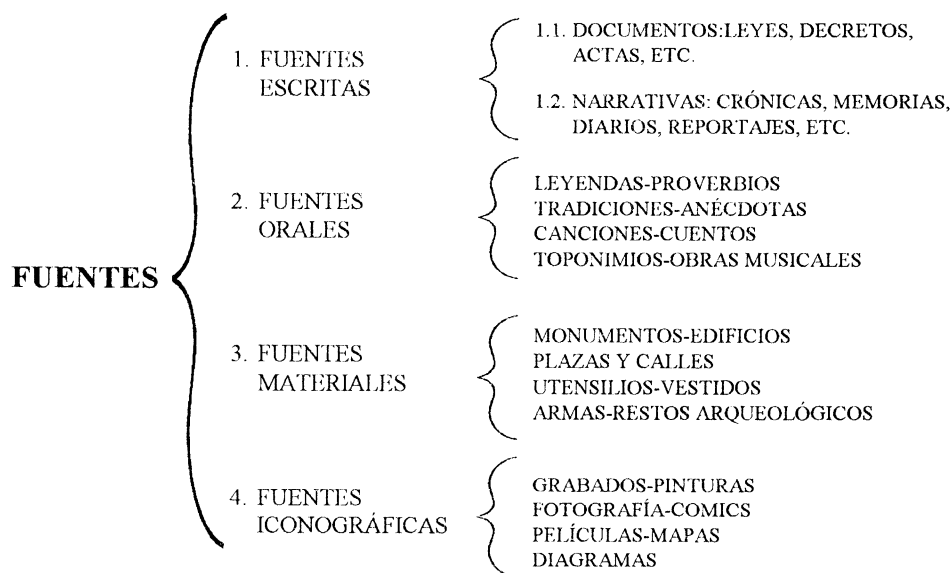 FUENTES
1. FUENTES
ESCRITAS
1.1. DOCUMENTOS:LEYES, DECRETOS,
ACTAS, ETC.
1.2. NARRATIVAS: CRÓNICAS, MEMORIAS,
DIARIOS, REPORTAJES, ETC.
2. FUENTES
ORALES
LEYENDAS-PROVERBIOS
TRADICIONES-ANÉCDOTAS
CANCIONES-CUENTOS
TOPONIMIOS-OBRAS MUSICALES
3. FUENTES
MATERIALES
MONUMENTOS-EDIFICIOS
PLAZAS Y CALLES
UTENSILIOS-VESTIDOS
ARMAS-RESTOS ARQUEOLÓGICOS
4. FUENTES
ICONOGRÁFICAS
GRABADOS-PINTURAS
FOTOGRAFÍA-COMICS
PELÍCULAS-MAPAS
DIAGRAMAS